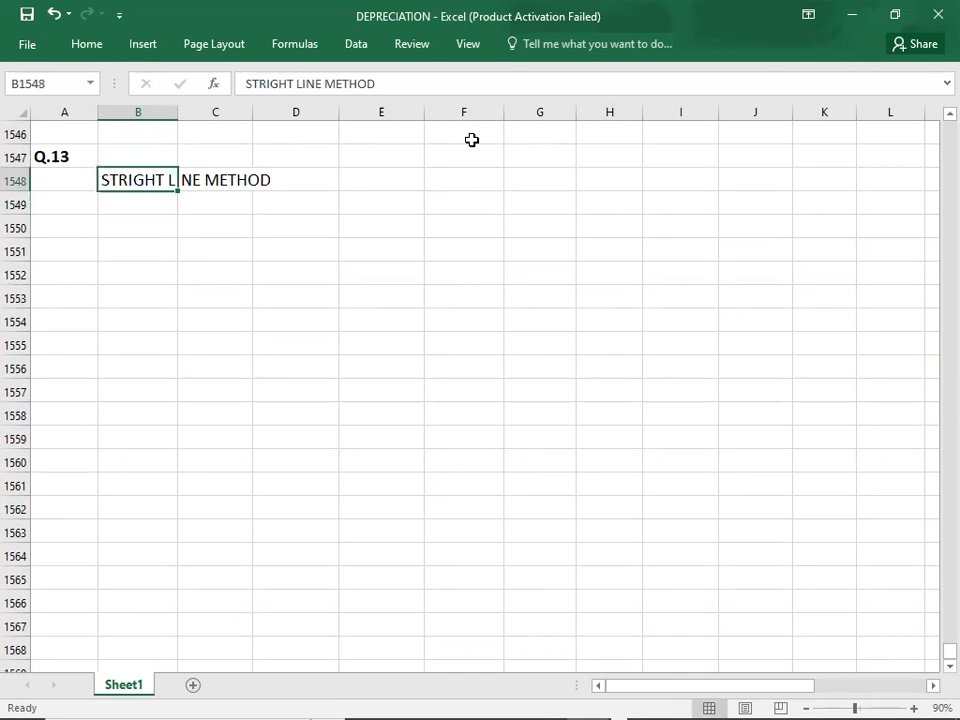 DEPRECIATION - Excel (Product Activation Failed)
File Home Insert Page Layout Formulas Data Review View Tell me what you want to do... Share
B1548 fx STRIGHT LINE METHOD
A B C D E F G H I J K L
1546
1547 Q.13
1548 STRIGHT LINE METHOD
1549
1550
1551
1552
1553
1554
1555
1556
1557
1558
1559
1560
1561
1562
1563
1564
1565
1566
1567
1568
1569
Sheet1
Ready 90%